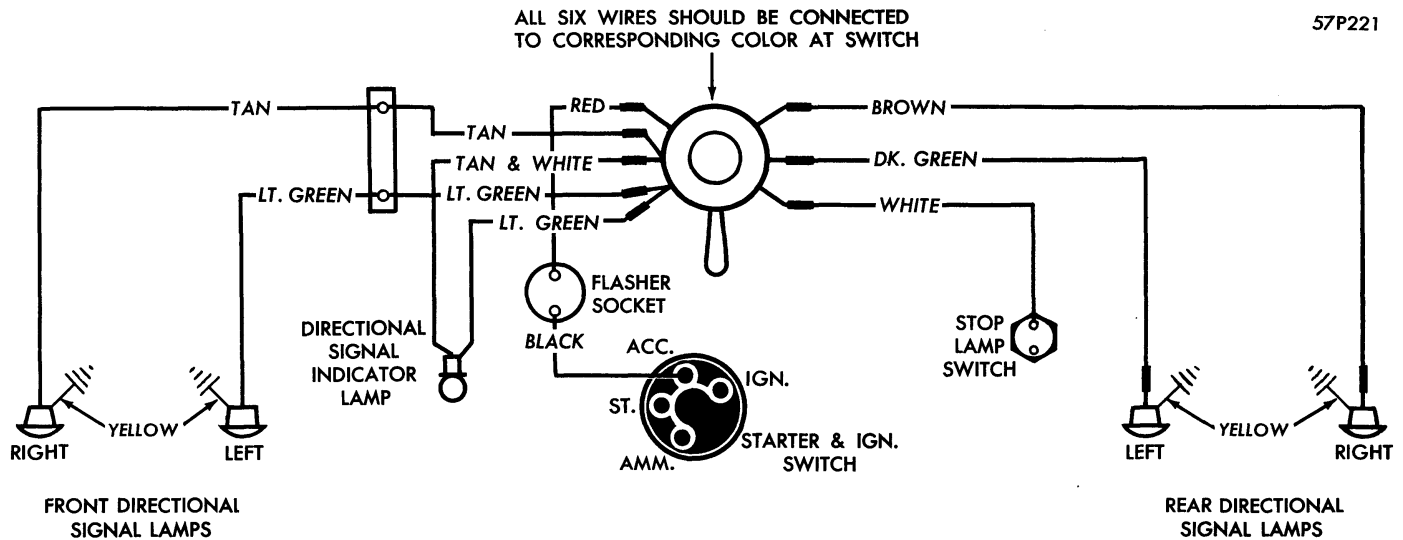 ALL SIX WIRES SHOULD BE CONNECTED
TO CORRESPONDING COLOR AT SWITCH
57P221
TAN
RED
BROWN
TAN
TAN & WHITE
DK. GREEN
LT. GREEN
LT. GREEN
WHITE
LT. GREEN
FLASHER
SOCKET
DIRECTIONAL
SIGNAL
INDICATOR
LAMP
BLACK
STOP
LAMP
SWITCH
ACC.
IGN.
ST.
AMM.
STARTER & IGN.
SWITCH
YELLOW
RIGHT
LEFT
YELLOW
LEFT
RIGHT
FRONT DIRECTIONAL
SIGNAL LAMPS
REAR DIRECTIONAL
SIGNAL LAMPS